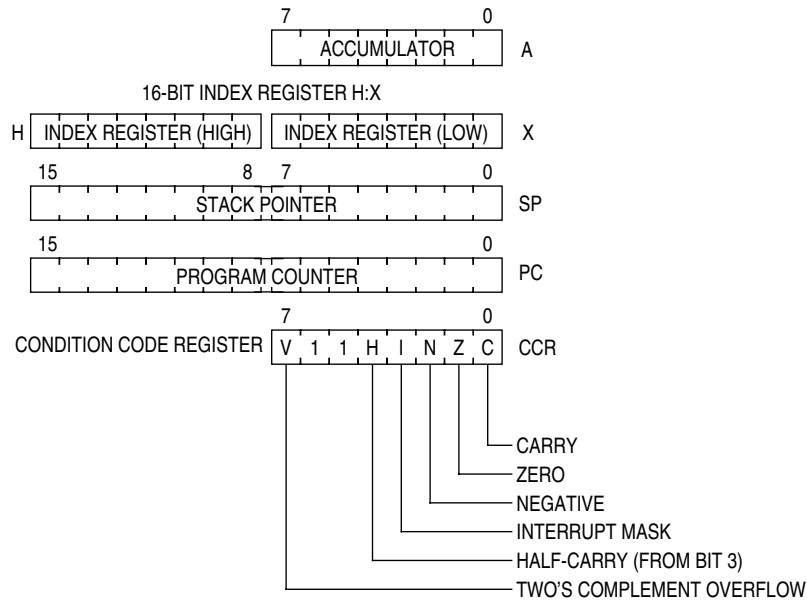 7 0
ACCUMULATOR A
16-BIT INDEX REGISTER H:X
H INDEX REGISTER (HIGH) INDEX REGISTER (LOW) X
15 8 7 0
STACK POINTER SP
15 0
PROGRAM COUNTER PC
7 0
CONDITION CODE REGISTER V 1 1 H I N Z C CCR
CARRY
ZERO
NEGATIVE
INTERRUPT MASK
HALF-CARRY (FROM BIT 3)
TWO'S COMPLEMENT OVERFLOW